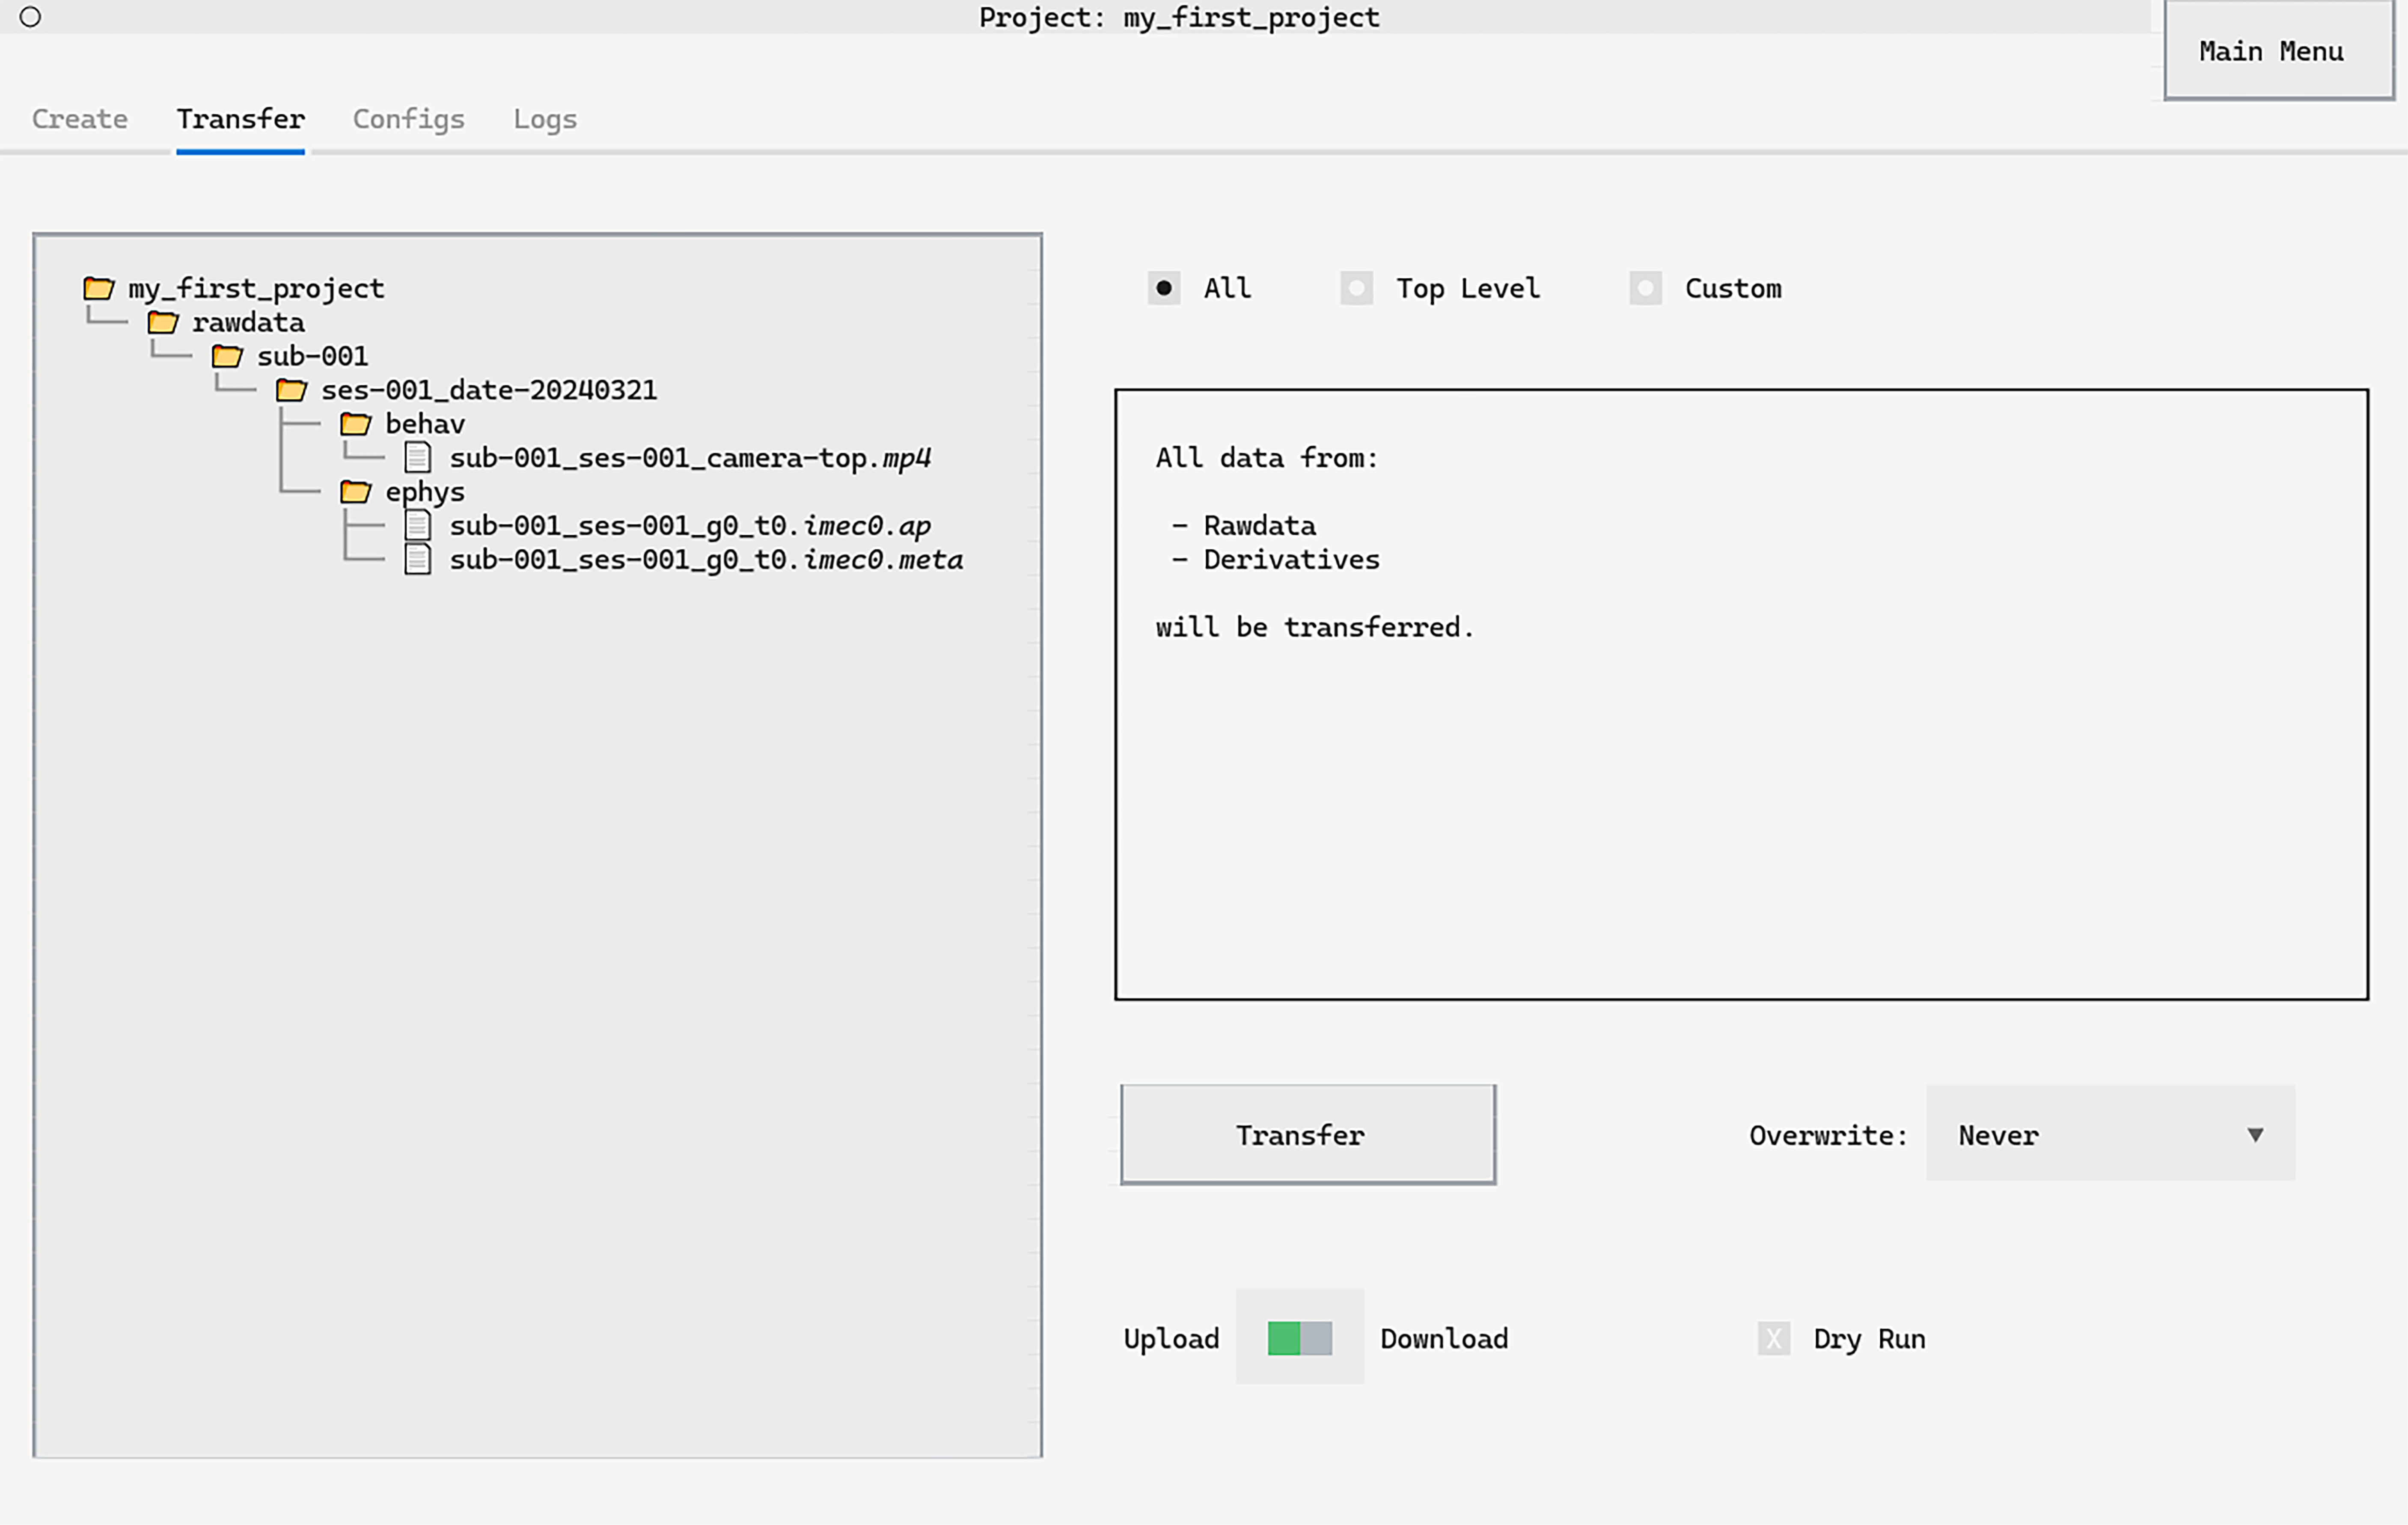 Project: my_first_project
Main Menu
Create Transfer Configs Logs
my_first_project
rawdata
sub-001
ses-001_date-20240321
behav
sub-001_ses-001_camera-top.mp4
ephys
sub-001_ses-001_g0_t0.imec0.ap
sub-001_ses-001_g0_t0.imec0.meta
All Top Level Custom
All data from:
- Rawdata
- Derivatives
will be transferred.
Transfer
Overwrite: Never ▼
Upload Download
X Dry Run